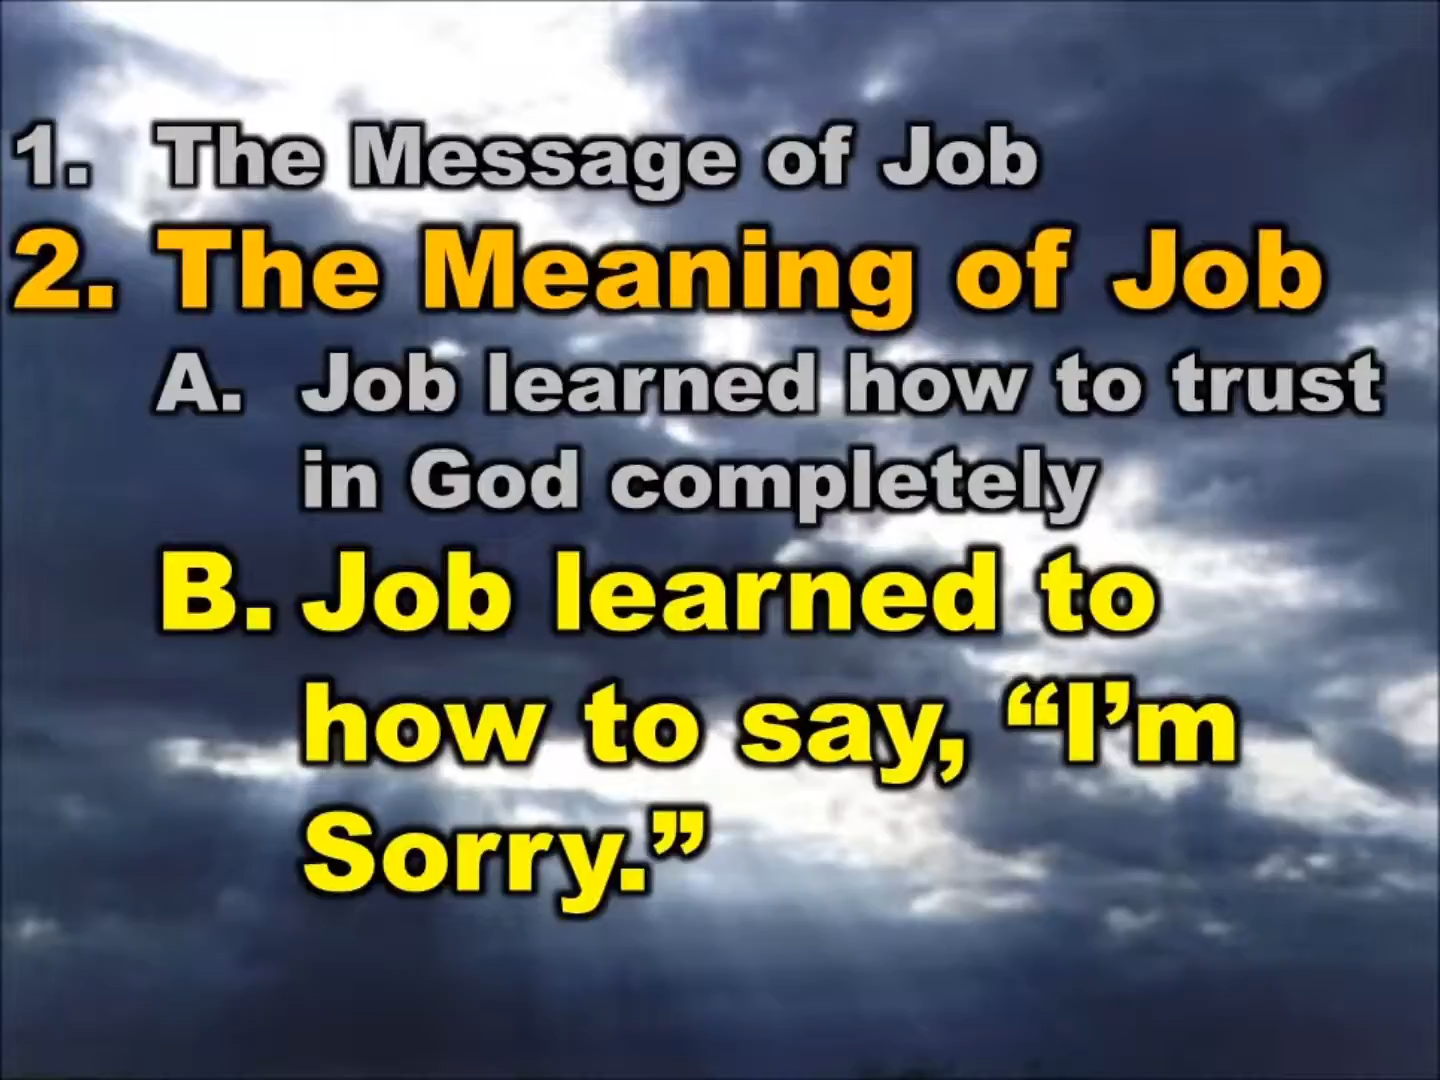 1. The Message of Job
2. The Meaning of Job
A. Job learned how to trust
in God completely
B. Job learned to
how to say, “I’m
Sorry.”